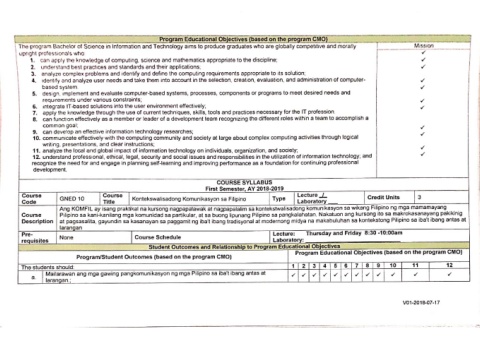 Program Educational Objectives (based on the program CMO)
The program Bachelor of Science in Information and Technology aims to produce graduates who are globally competitive and morally upright professionals who
Mission
1. can apply the knowledge of computing, science and mathematics appropriate to the discipline;
2. understand best practices and standards and their applications;
3. analyze complex problems and identify and define the computing requirements appropriate to its solution;
4. identify and analyze user needs and take them into account in the selection, creation, evaluation, and administration of computer-
based system
5. design, implement and evaluate computer-based systems, processes, components or programs to meet desired needs and
requirements under various constraints;
6. integrate IT-based solutions into the user environment effectively;
7. apply the knowledge through the use of current techniques, skills, tools and practices necessary for the IT profession
8. can function effectively as a member or leader of a development team recognizing the different roles within a team to accomplish a
common goal;
9. can develop an effective information technology researches;
10. communicate effectively with the computing community and society at large about complex computing activities through logical
writing, presentations, and clear instructions;
11. analyze the local and global impact of information technology on individuals, organization, and society;
12. understand professional, ethical, legal, security and social issues and responsibilities in the utilization of information technology, and
recognize the need for and engage in planning self-learning and improving performance as a foundation for continuing professional
development.
COURSE SYLLABUS
First Semester, AY 2018-2019
Course Code GNED 10 Course Title Kontekswalisadong Komunikasyon sa Filipino Type Lecture / Laboratory Credit Units 3
Course Description
Ang KOMFIL ay isang praktikal na kursong nagpapalawak at nagpapalalim sa kontekstwalisadong komunikasyon sa wikang Filipino ng mga mamamayang
Pilipino sa kani-kanilang mga komunidad sa partikular, at sa buong lipunang Pilipino sa pangkalahatan. Nakatuon ang kursong ito sa makrokasanayang pakikinig
at pagsasalita, gayundin sa kasanayan sa paggamit ng iba't ibang tradisyonal at modernong midya na makabuluhan sa kontekstong Pilipino sa iba't ibang antas at
larangan.
Pre-requisites None Course Schedule Lecture: Thursday and Friday 8:30 -10:00am
Laboratory:
Student Outcomes and Relationship to Program Educational Objectives
Program/Student Outcomes (based on the program CMO) Program Educational Objectives (based on the program CMO)
The students should: 1 2 3 4 5 6 7 8 9 10 11 12
a. Mailarawan ang mga gawing pangkomunikasyon ng mga Pilipino sa iba't ibang antas at
larangan;
V01-2018-07-17